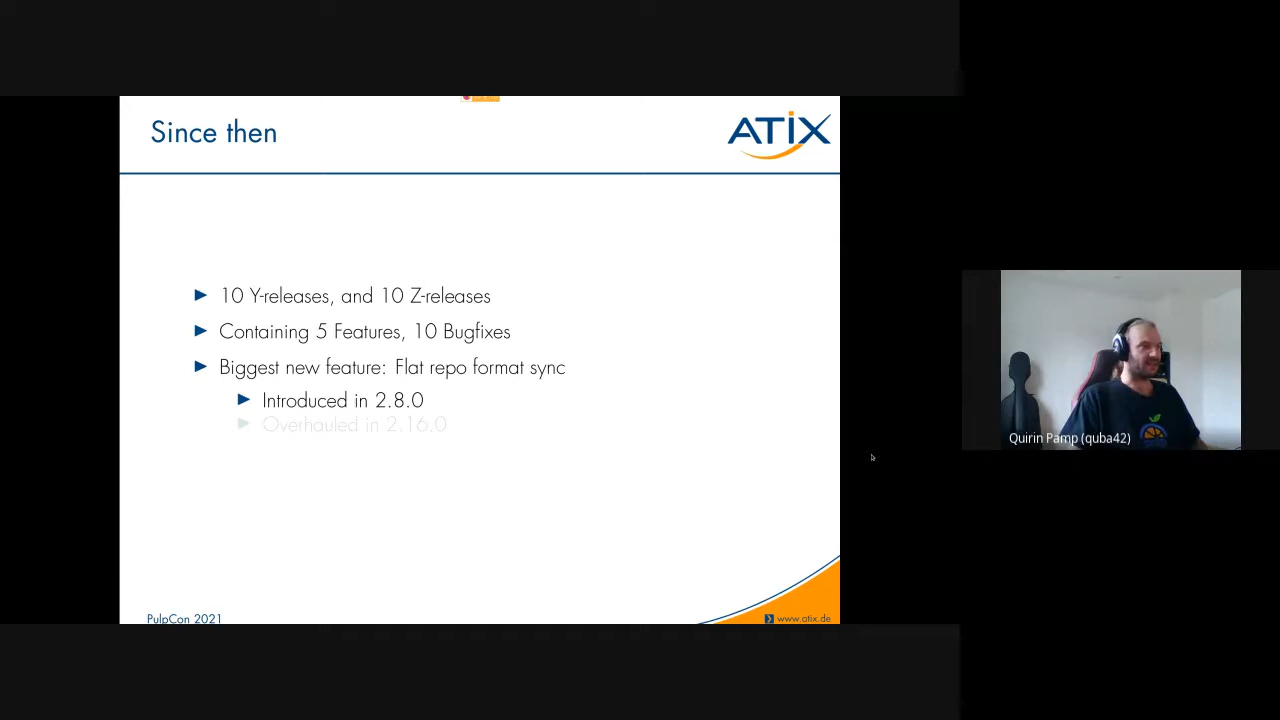 Since then
ATIX
► 10 Y-releases, and 10 Z-releases
► Containing 5 Features, 10 Bugfixes
► Biggest new feature: Flat repo format sync
► Introduced in 2.8.0
► Overhauled in 2.16.0
Quirin Pamp (quba42)
PulpCon 2021
www.atix.de